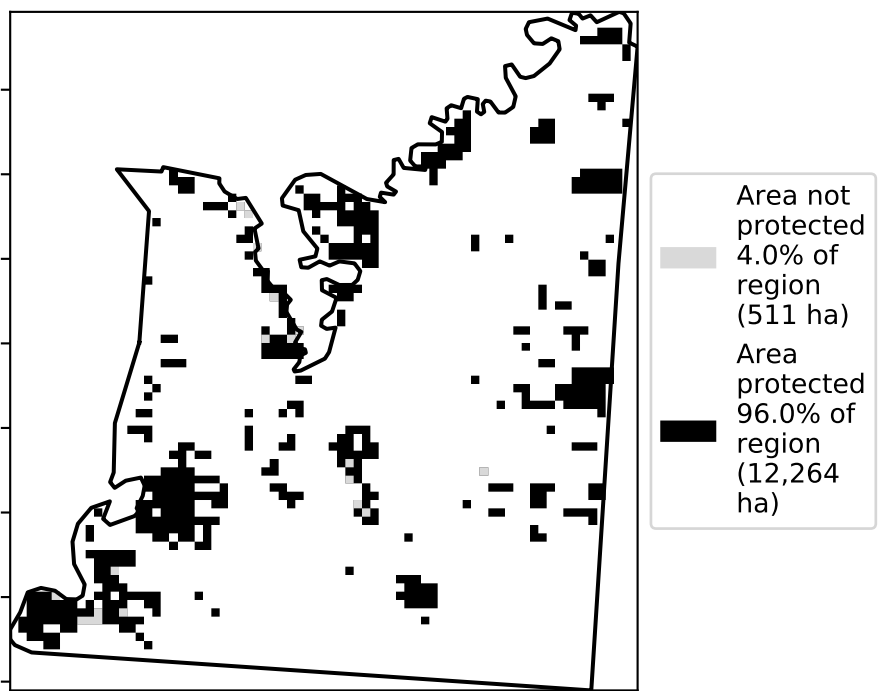 Area not
protected
4.0% of
region
(511 ha)
Area
protected
96.0% of
region
(12,264
ha)